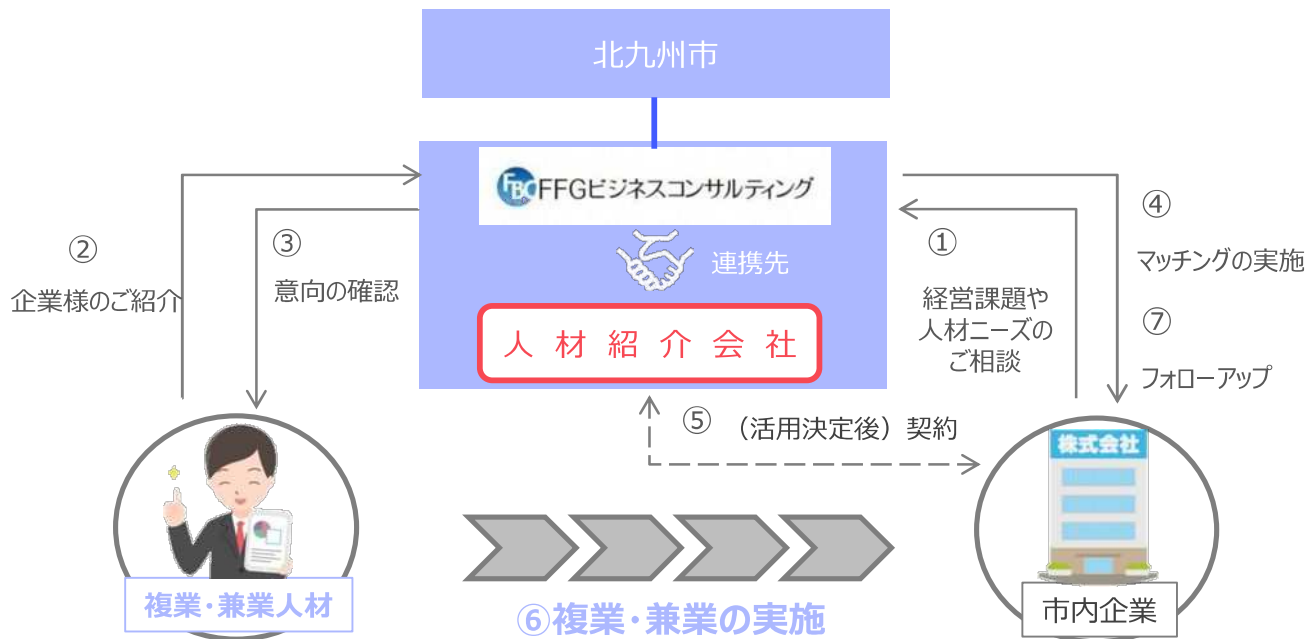 北九州市
FBC FFGビジネスコンサルティング
連携先
人材紹介会社
②
企業様のご紹介
③
意向の確認
①
経営課題や
人材ニーズの
ご相談
④
マッチングの実施
⑦
フォローアップ
⑤ (活用決定後) 契約
複業・兼業人材
⑥複業・兼業の実施
株式会社
市内企業